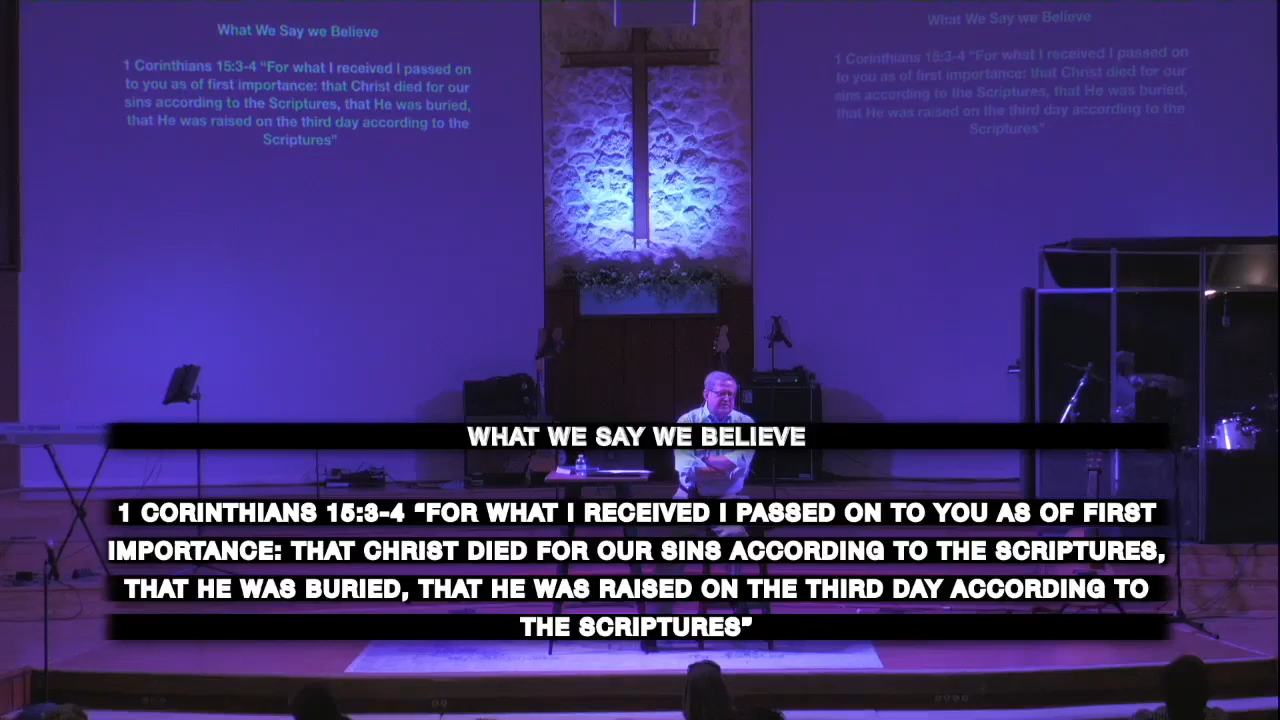 What We Say we Believe
1 Corinthians 15:3-4 “For what I received I passed on
to you as of first importance: that Christ died for our
sins according to the Scriptures, that He was buried,
that He was raised on the third day according to the
Scriptures”
What We Say we Believe
1 Corinthians 15:3-4 “For what I received I passed on
to you as of first importance: that Christ died for our
sins according to the Scriptures, that He was buried,
that He was raised on the third day according to the
Scriptures”
WHAT WE SAY WE BELIEVE
1 CORINTHIANS 15:3-4 “FOR WHAT I RECEIVED I PASSED ON TO YOU AS OF FIRST
IMPORTANCE: THAT CHRIST DIED FOR OUR SINS ACCORDING TO THE SCRIPTURES,
THAT HE WAS BURIED, THAT HE WAS RAISED ON THE THIRD DAY ACCORDING TO
THE SCRIPTURES”